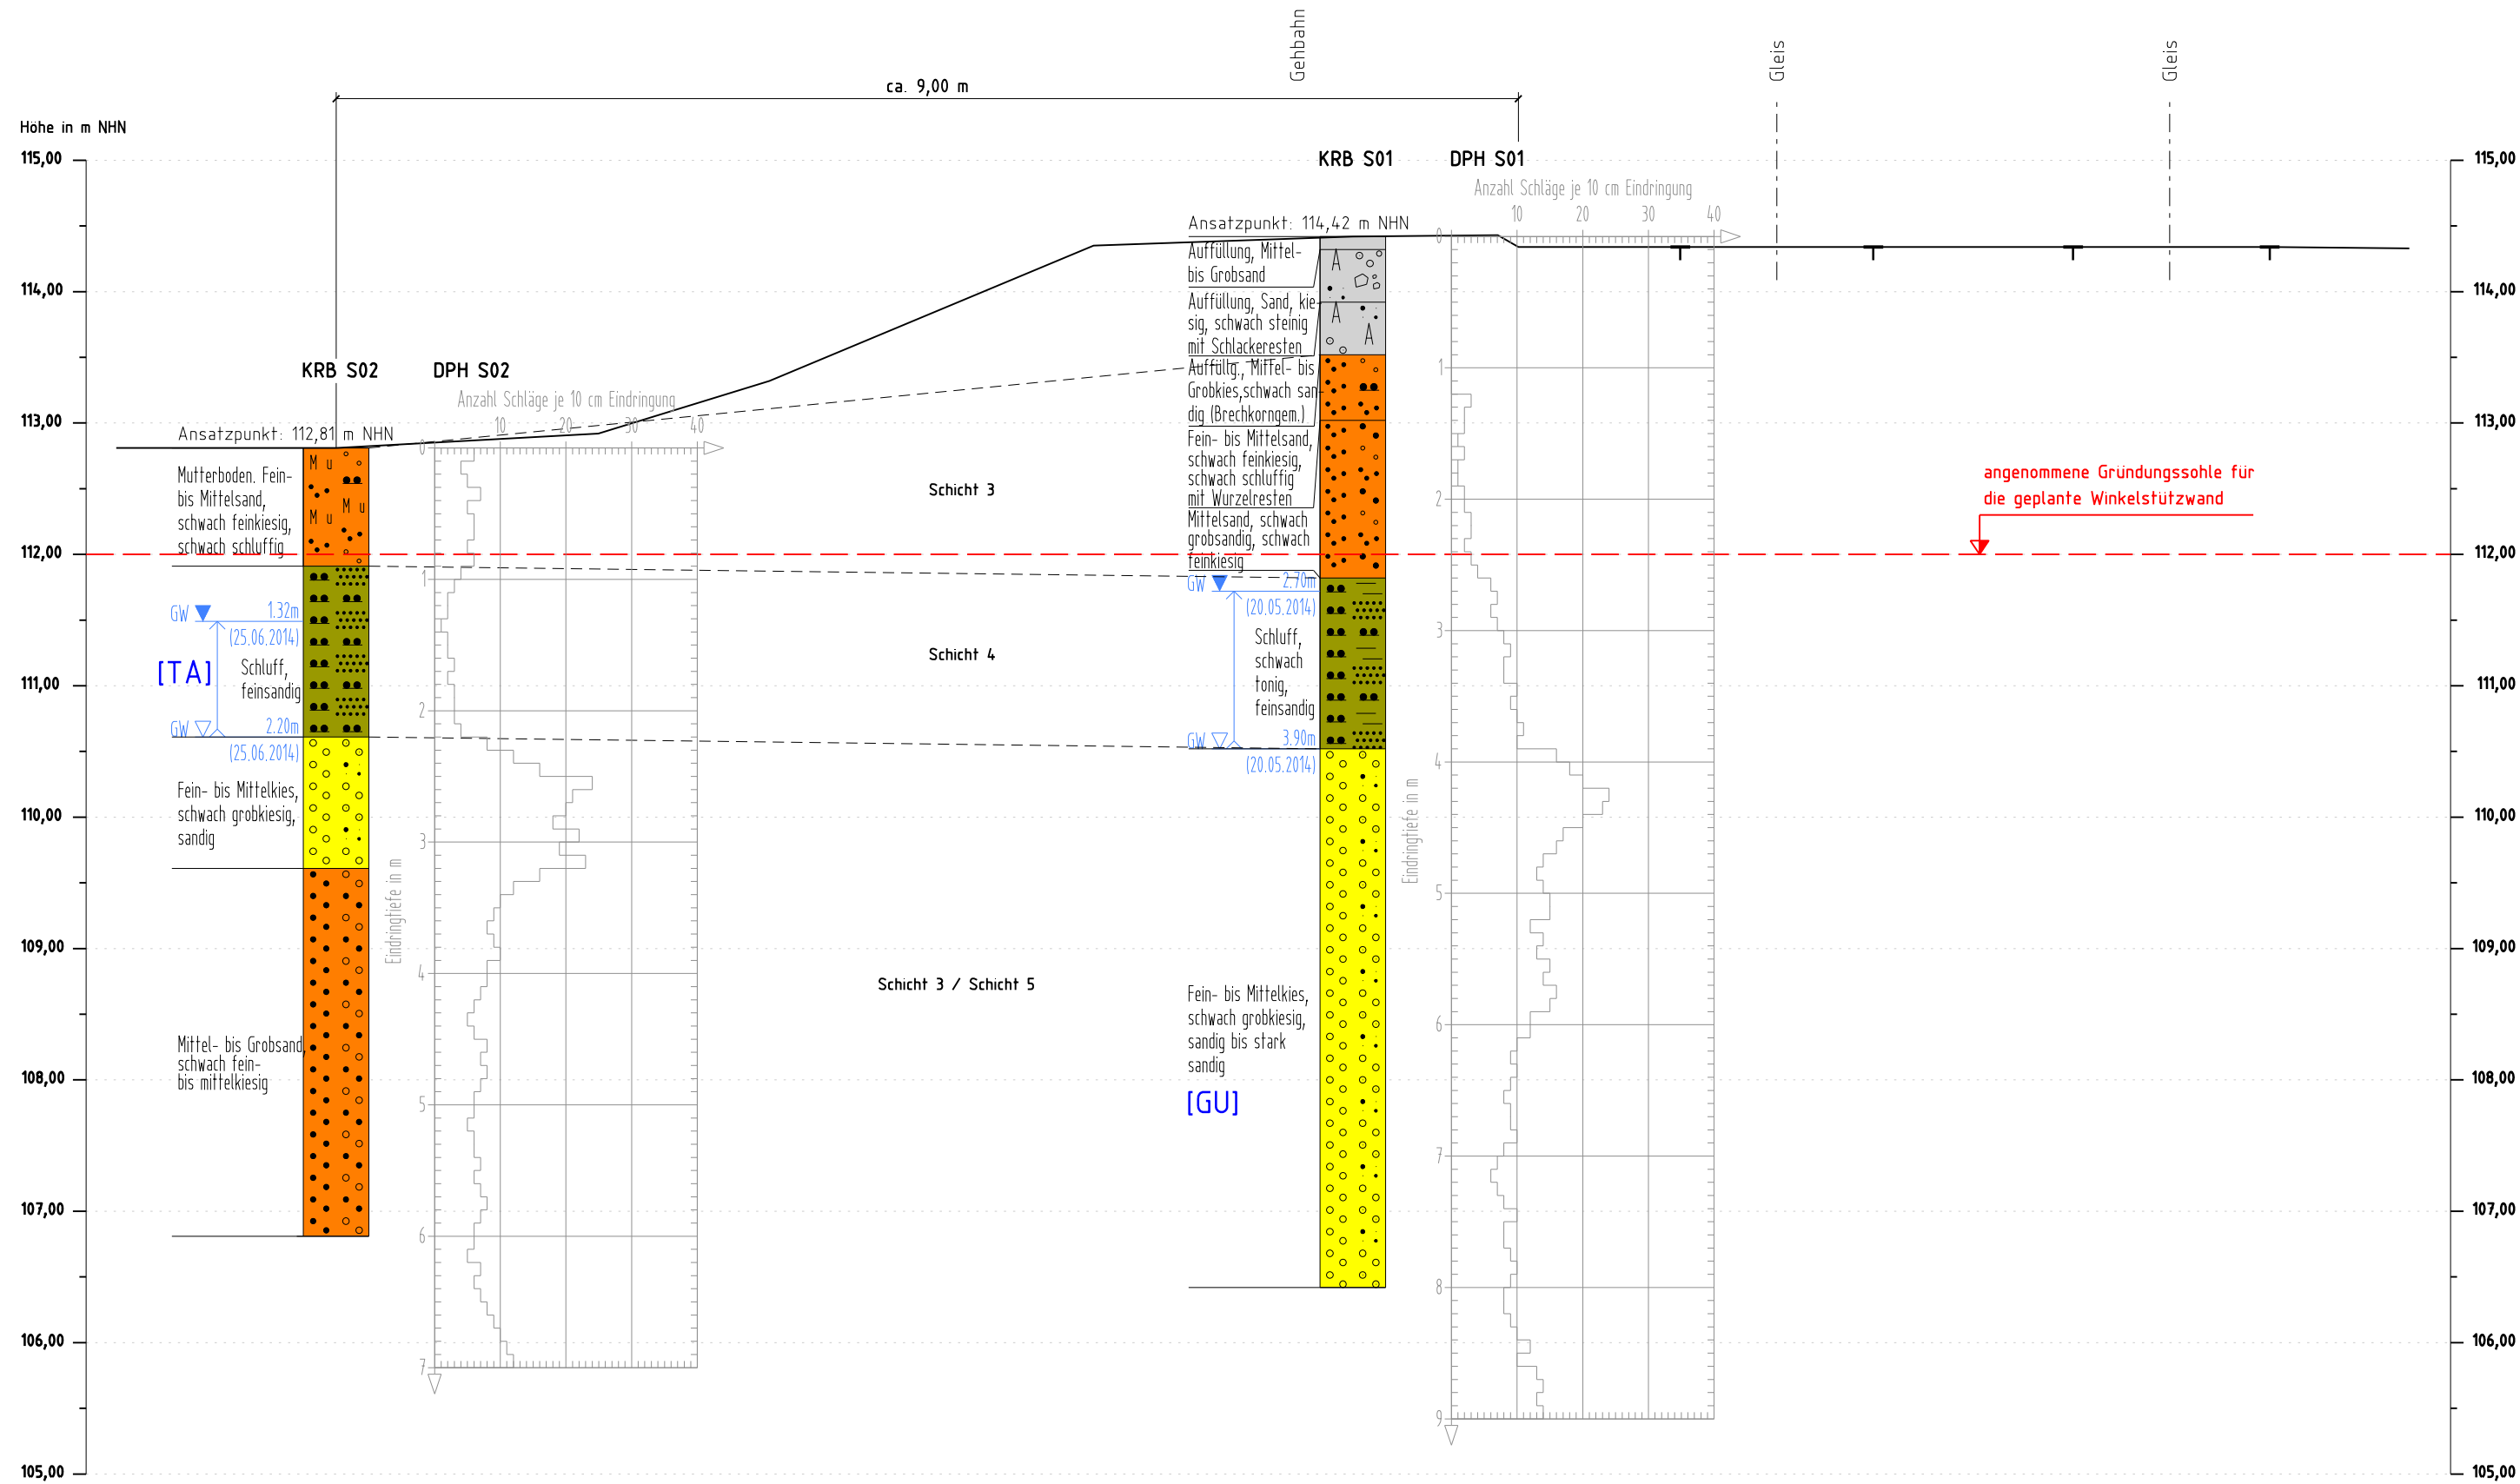 Gehbahn
Gleis
Gleis
ca. 9,00 m
Höhe in m NHN
115,00
114,00
113,00
112,00
111,00
110,00
109,00
108,00
107,00
106,00
105,00
KRB S02
DPH S02
Anzahl Schläge je 10 cm Eindringung
10 20 30 40
Ansatzpunkt: 112,81 m NHN
Mutterboden. Fein-
bis Mittelsand,
schwach feinkiesig,
schwach schluffig
M u
M u
M u
GW 1.32m
(25.06.2014)
[TA]
Schluff,
feinsandig
GW 2.20m
(25.06.2014)
Fein- bis Mittelkies,
schwach grobkiesig,
sandig
Mittel- bis Grobsand,
schwach fein-
bis mittelkiesig
Eindringtiefe in m
0
1
2
3
4
5
6
7
Schicht 3
Schicht 4
Schicht 3 / Schicht 5
KRB S01
DPH S01
Anzahl Schläge je 10 cm Eindringung
10 20 30 40
Ansatzpunkt: 114,42 m NHN
Auffüllung, Mittel-
bis Grobsand
Auffüllung, Sand, kie-
sig, schwach steinig
mit Schlackeresten
Auffüllg., Mittel- bis
Grobkies,schwach san-
dig (Brechkorngem.)
Fein- bis Mittelsand,
schwach feinkiesig,
schwach schluffig
mit Wurzelresten
Mittelsand, schwach
grobsandig, schwach
feinkiesig
A
A
A
GW 2.70m
(20.05.2014)
Schluff,
schwach
tonig,
feinsandig
GW 3.90m
(20.05.2014)
Fein- bis Mittelkies,
schwach grobkiesig,
sandig bis stark
sandig
[GU]
Eindringtiefe in m
0
1
2
3
4
5
6
7
8
9
angenommene Gründungssohle für
die geplante Winkelstützwand
115,00
114,00
113,00
112,00
111,00
110,00
109,00
108,00
107,00
106,00
105,00